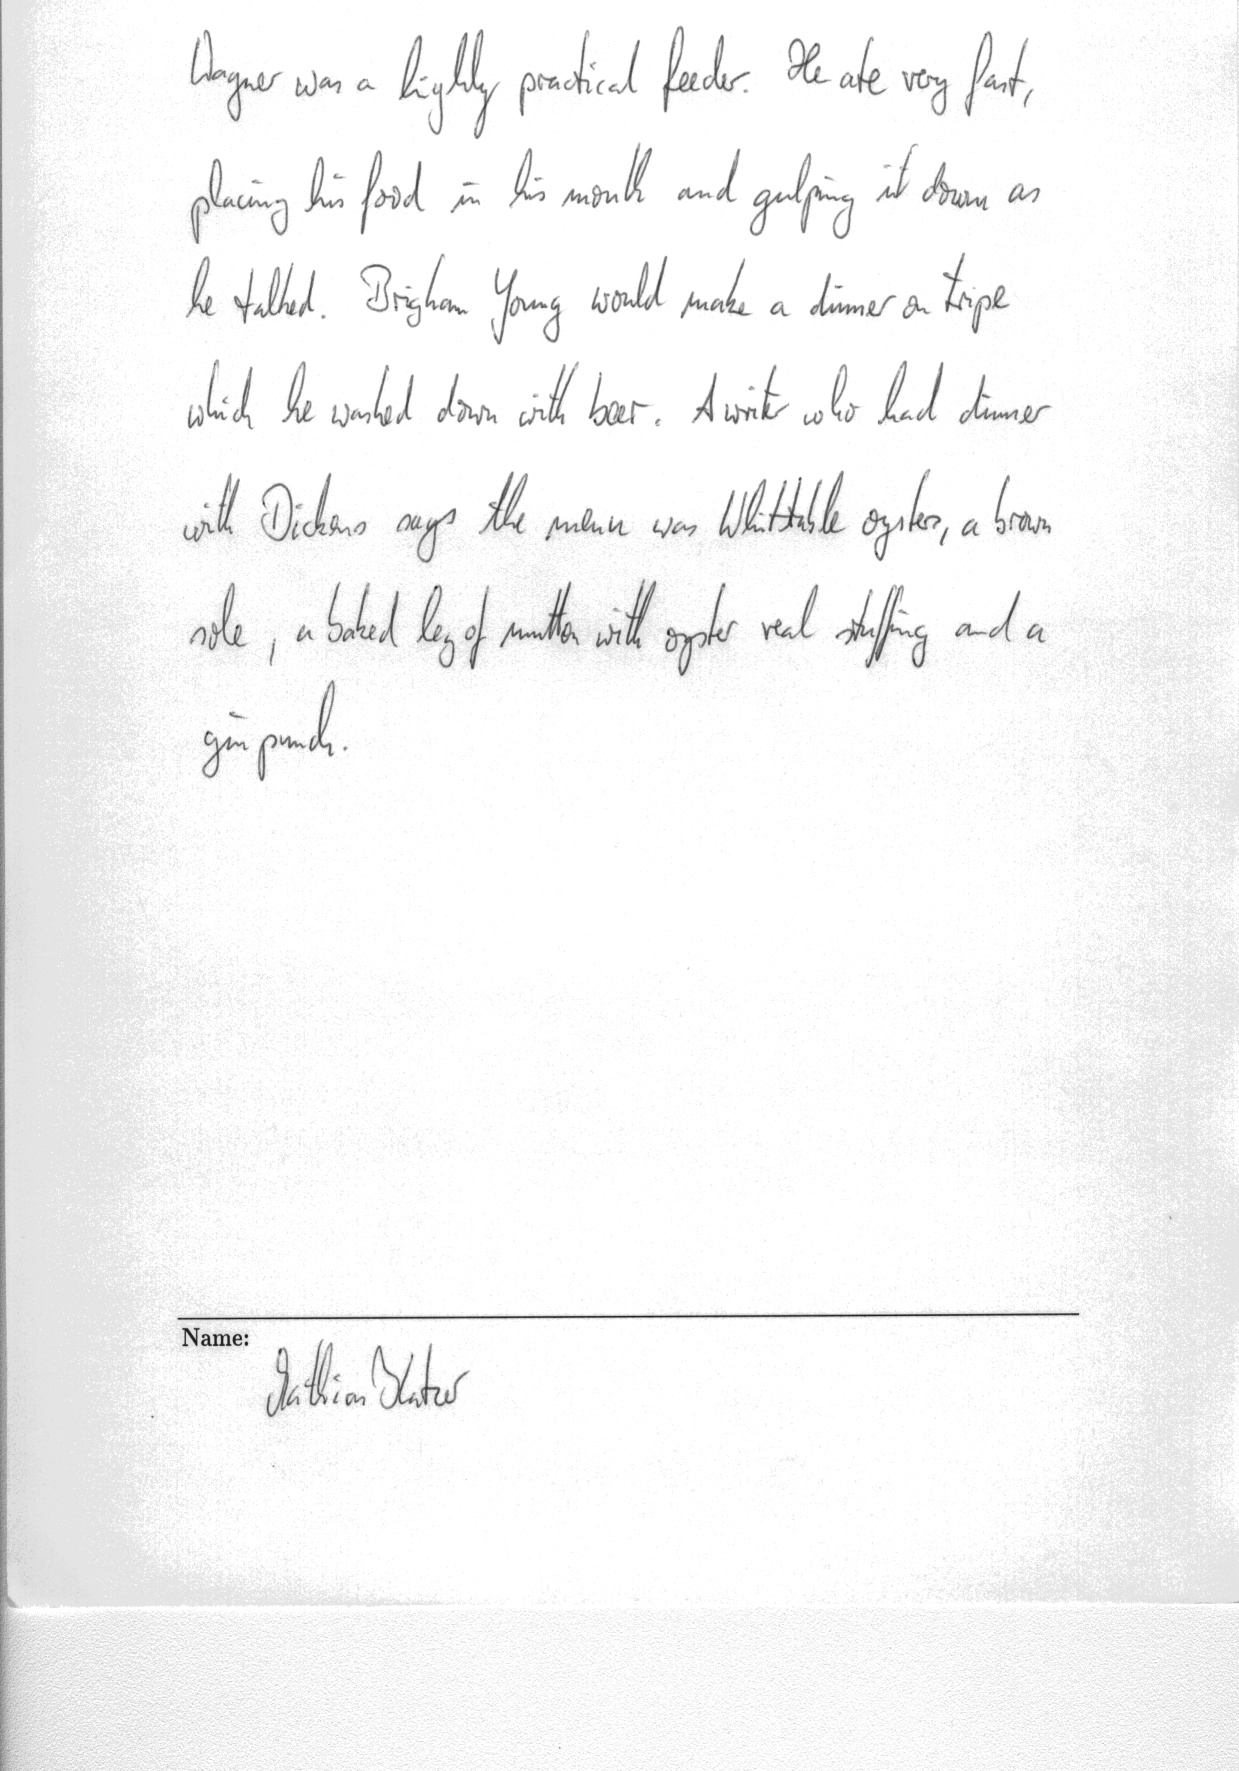 Wagner was a highly practical feeder. He ate very fast,
placing his food in his mouth and gulping it down as
he talked. Brigham Young would make a dinner on tripe
which he washed down with beer. A writer who had dinner
with Dickens says the menu was Whitstable oysters, a brown
sole, a baked leg of mutton with oyster veal stuffing and a
gin punch.
Name:
Mathias